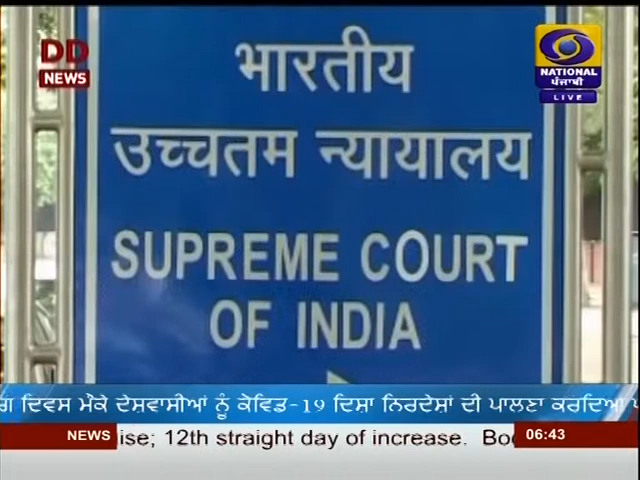 DD
NEWS
NATIONAL
ਪੰਜਾਬੀ
LIVE
भारतीय
उच्चतम न्यायालय
SUPREME COURT
OF INDIA
ਦਿਵਸ ਮੌਕੇ ਦੇਸ਼ਵਾਸੀਆਂ ਨੂੰ ਕੋਵਿਡ-19 ਦਿਸ਼ਾ ਨਿਰਦੇਸ਼ਾਂ ਦੀ ਪਾਲਣਾ ਕਰਦਿਆਂ
NEWS ise; 12th straight day of increase. Bo 06:43